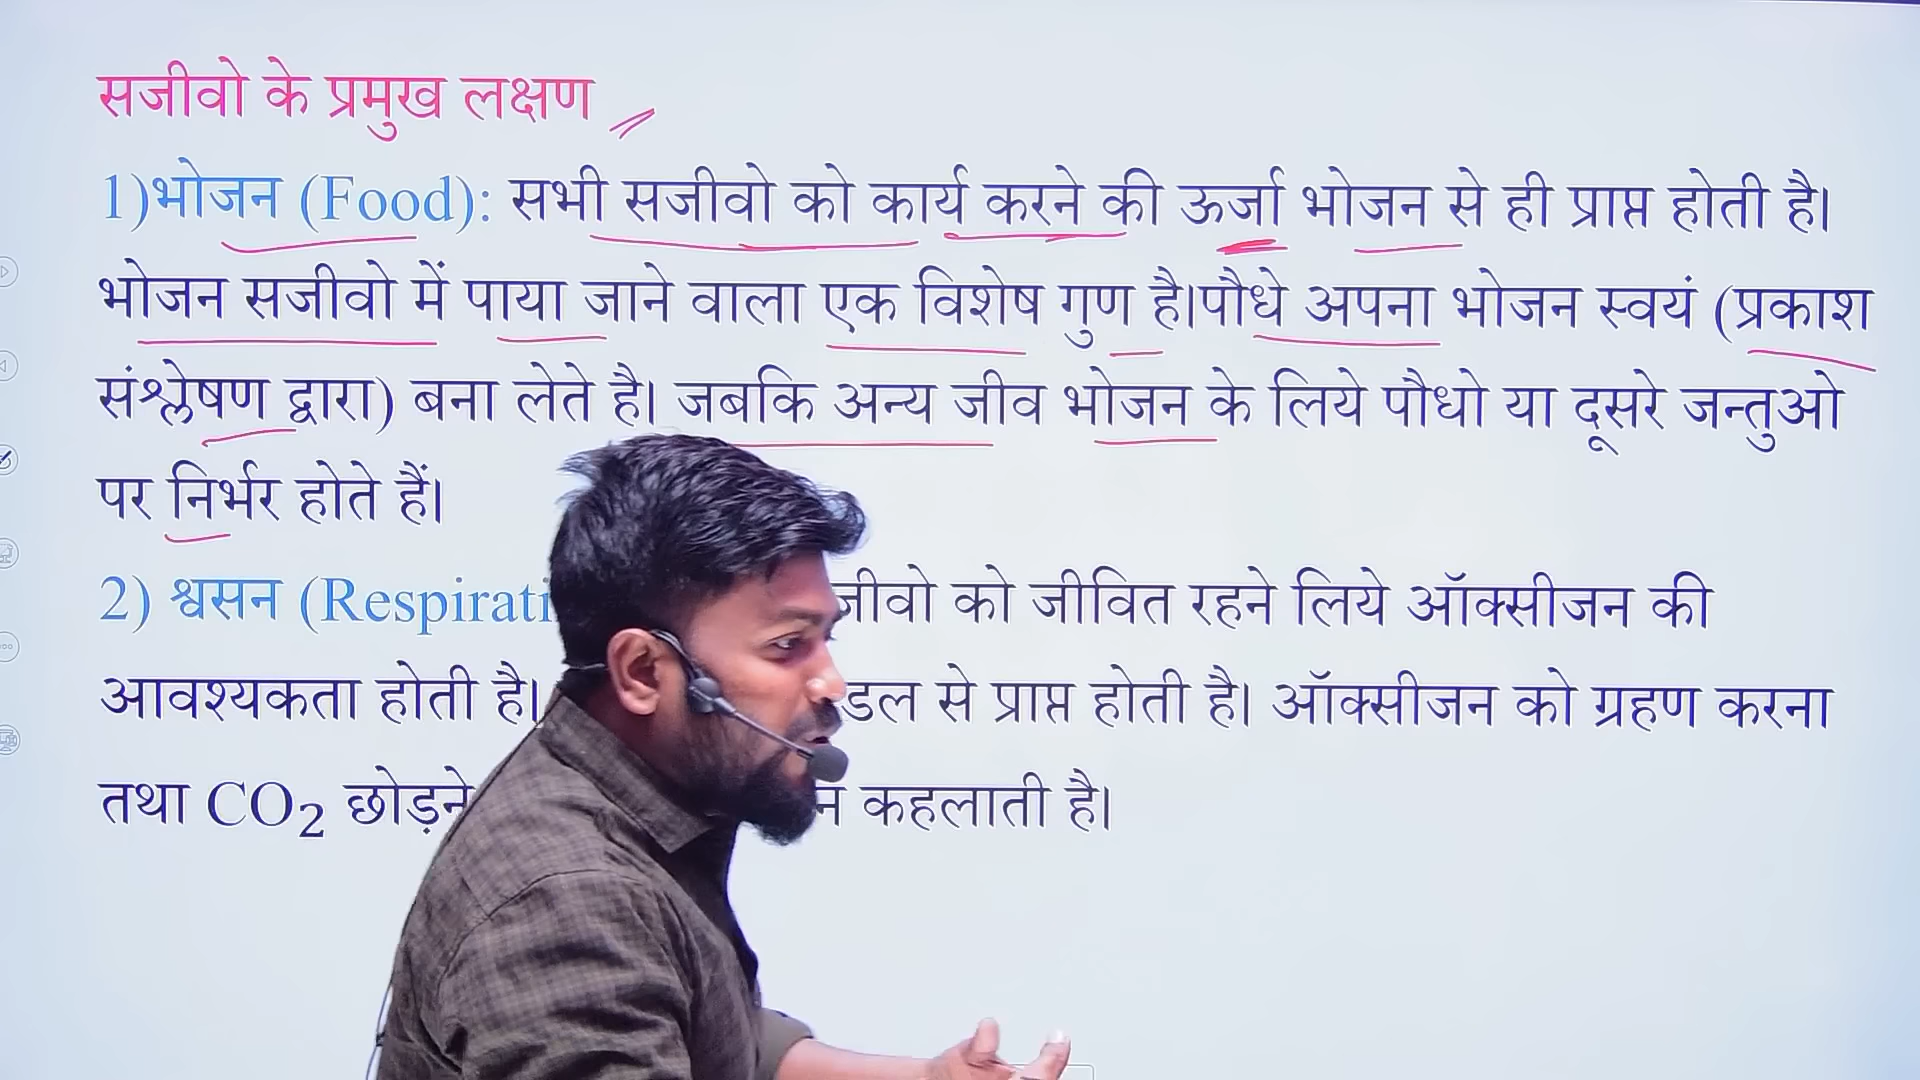 सजीवो के प्रमुख लक्षण
1)भोजन (Food): सभी सजीवो को कार्य करने की ऊर्जा भोजन से ही प्राप्त होती है।
भोजन सजीवो में पाया जाने वाला एक विशेष गुण है।पौधे अपना भोजन स्वयं (प्रकाश
संश्लेषण द्वारा) बना लेते है। जबकि अन्य जीव भोजन के लिये पौधो या दूसरे जन्तुओ
पर निर्भर होते हैं।
2) श्वसन को जीवित रहने लिये ऑक्सीजन की
आवश्यकता होती है। से प्राप्त होती है। ऑक्सीजन को ग्रहण करना
तथा CO₂ छोड़ने कहलाती है।